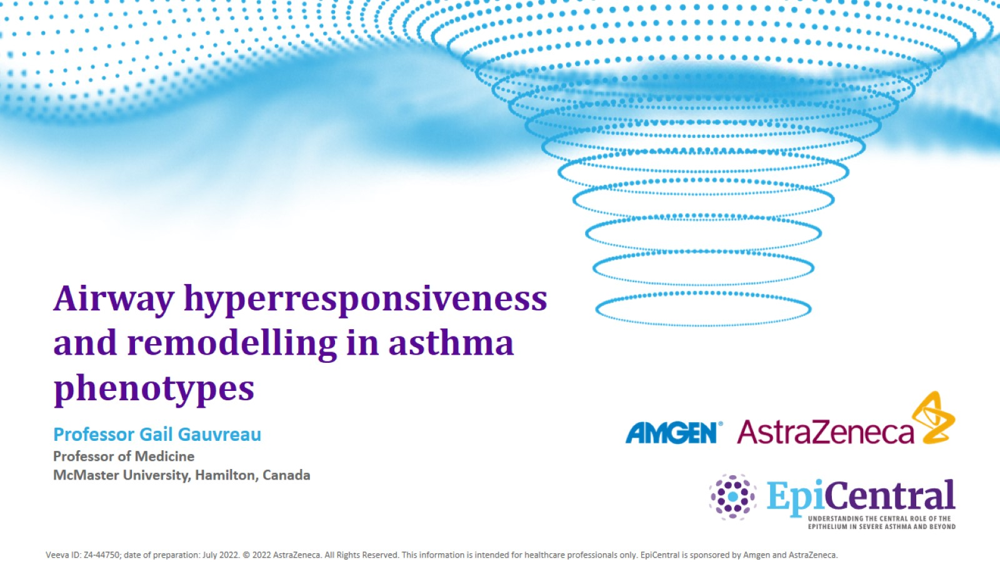 Airway hyperresponsiveness
and remodelling in asthma
phenotypes
Professor Gail Gauvreau
Professor of Medicine
McMaster University, Hamilton, Canada
AMGEN® AstraZeneca
EpiCentral
UNDERSTANDING THE CENTRAL ROLE OF THE
EPITHELIUM IN SEVERE ASTHMA AND BEYOND
Veeva ID: Z4-44750; date of preparation: July 2022. © 2022 AstraZeneca. All Rights Reserved. This information is intended for healthcare professionals only. EpiCentral is sponsored by Amgen and AstraZeneca.